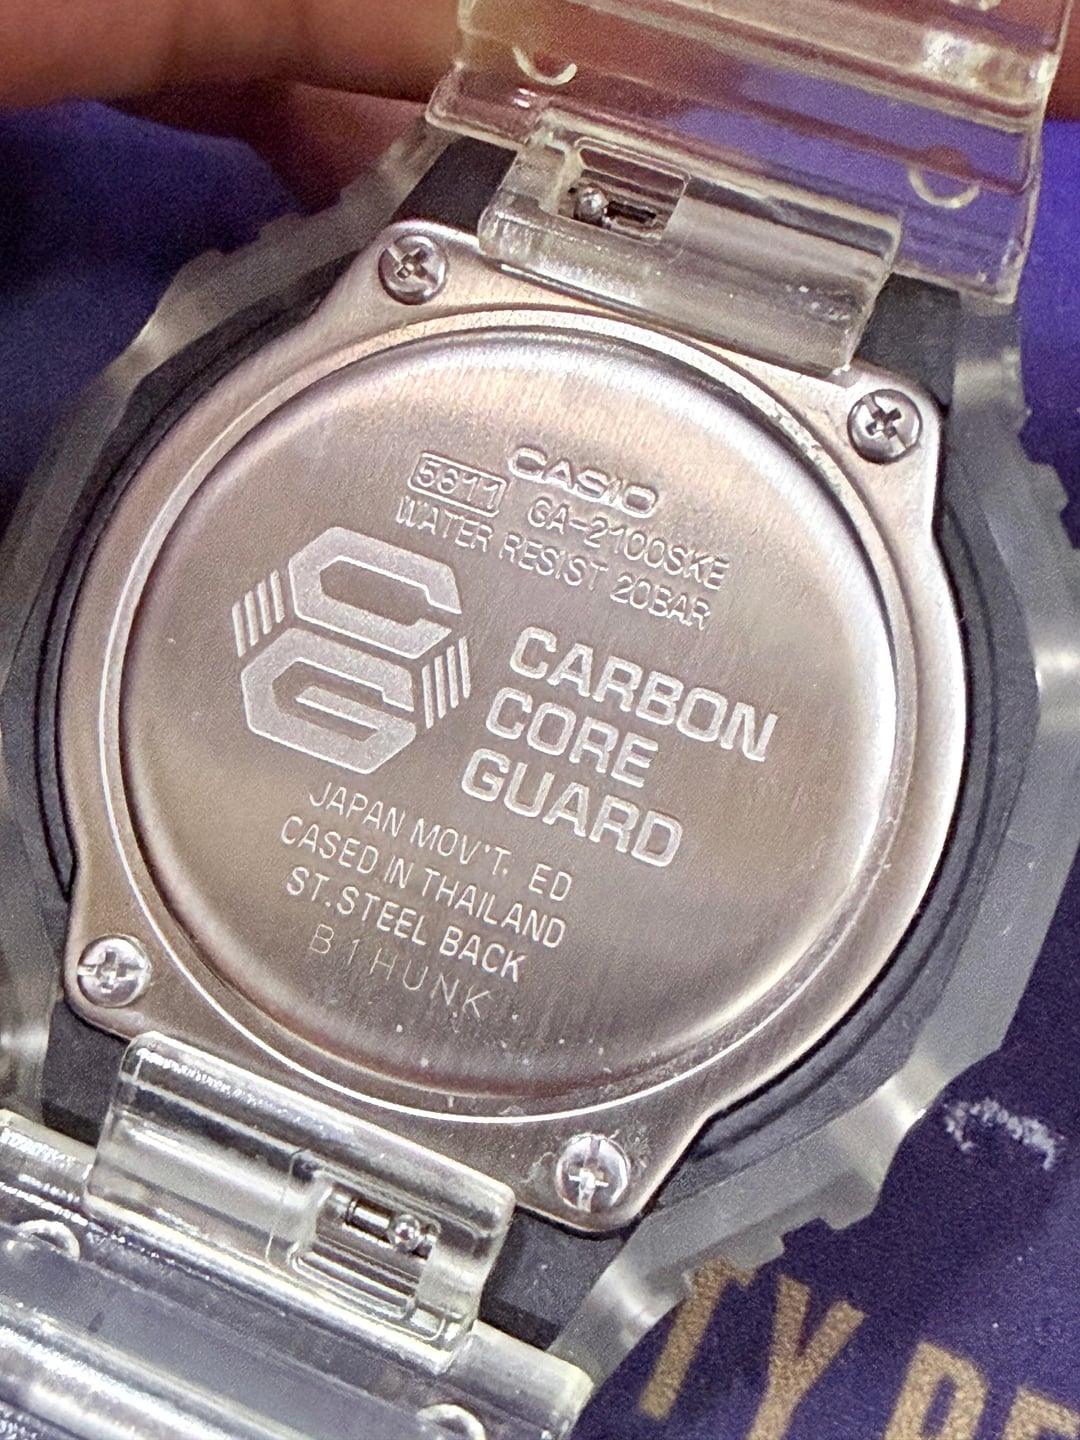 CASIO
5611 GA-2100SKE
WATER RESIST 20BAR
CARBON
CORE
GUARD
JAPAN MOV'T, ED
CASED IN THAILAND
ST.STEEL BACK
B1HUNK
TY